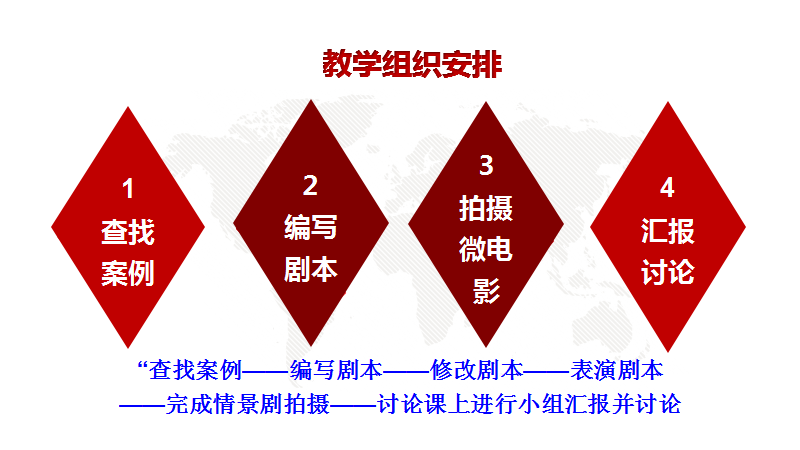 教学组织安排
1
查找
案例
2
编写
剧本
3
拍摄
微电
影
4
汇报
讨论
“查找案例——编写剧本——修改剧本——表演剧本
——完成情景剧拍摄——讨论课上进行小组汇报并讨论